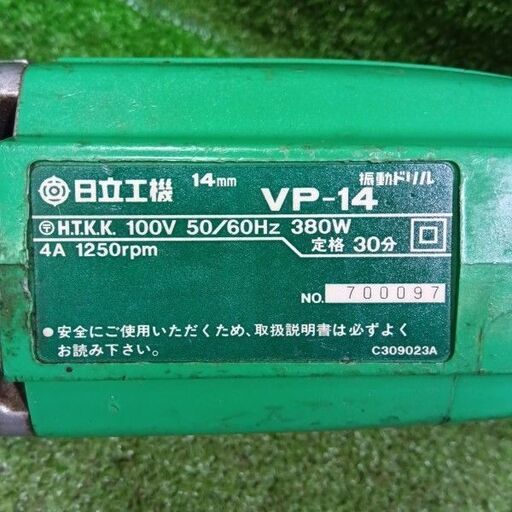 日立工機 14mm VP-14 振動ドリル
〒 H.T.K.K. 100V 50/60Hz 380W
4A 1250rpm 定格 30分
NO. 700097
●安全にご使用いただくため、取扱説明書は必ずよく
お読み下さい。 C309023A